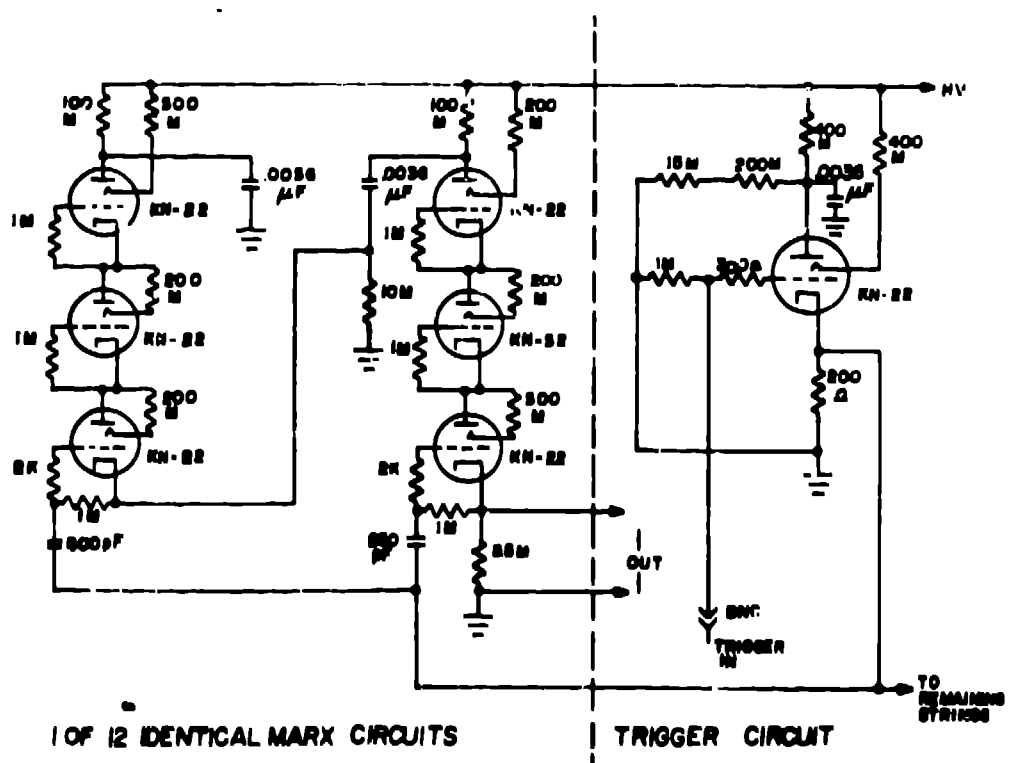 100 M
500 M
100 M
200 M
HV
400 M
400 M
15M
200M
.0036 μF
.0036 μF
.0036 μF
KN-22
KN-22
1M
1M
1M
200 M
10M
200 M
KN-22
KN-22
KN-52
1M
1M
200 M
500 M
200 Ω
KN-22
KN-22
2K
2K
1M
1M
500pF
PF
OUT
BNC
TRIGGER IN
TO REMAINING STRINGS
1 OF 12 IDENTICAL MARX CIRCUITS
TRIGGER CIRCUIT